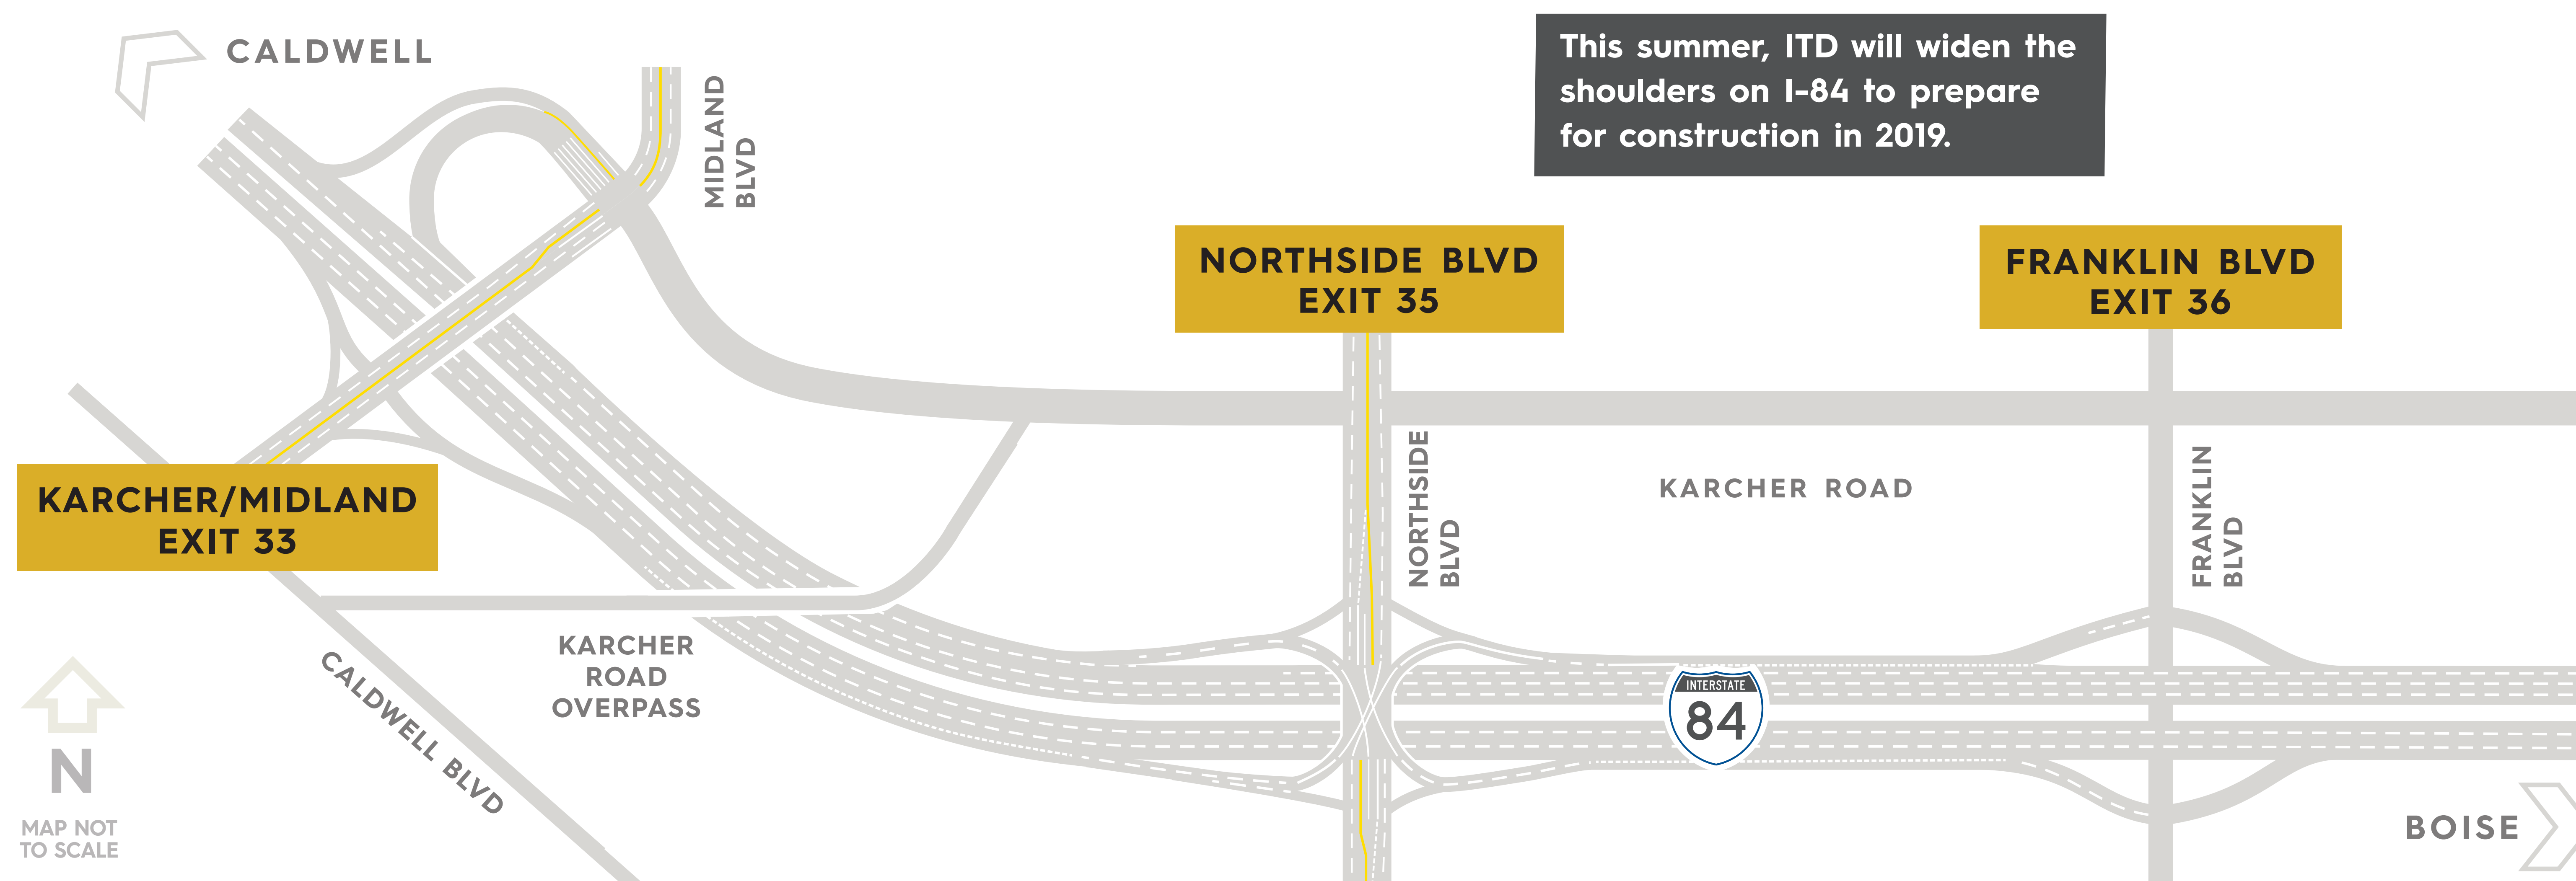 CALDWELL
MIDLAND
BLVD
This summer, ITD will widen the
shoulders on I-84 to prepare
for construction in 2019.
NORTHSIDE BLVD
EXIT 35
FRANKLIN BLVD
EXIT 36
KARCHER/MIDLAND
EXIT 33
NORTHSIDE
BLVD
KARCHER ROAD
FRANKLIN
BLVD
KARCHER
ROAD
OVERPASS
CALDWELL BLVD
INTERSTATE
84
N
MAP NOT
TO SCALE
BOISE